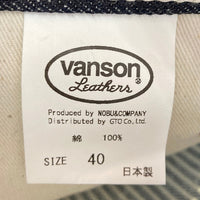 vanson®
Leathers
Produced by NOBU&COMPANY
Distributed by GTO Co., Ltd.
綿 100%
SIZE 40
日本製